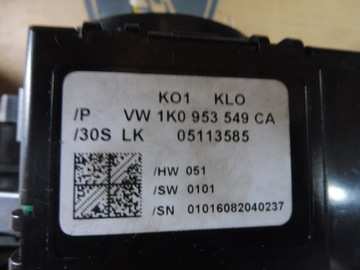 KO1 KLO
/P VW 1K0 953 549 CA
/30S LK 05113585
/HW 051
/SW 0101
/SN 01016082040237